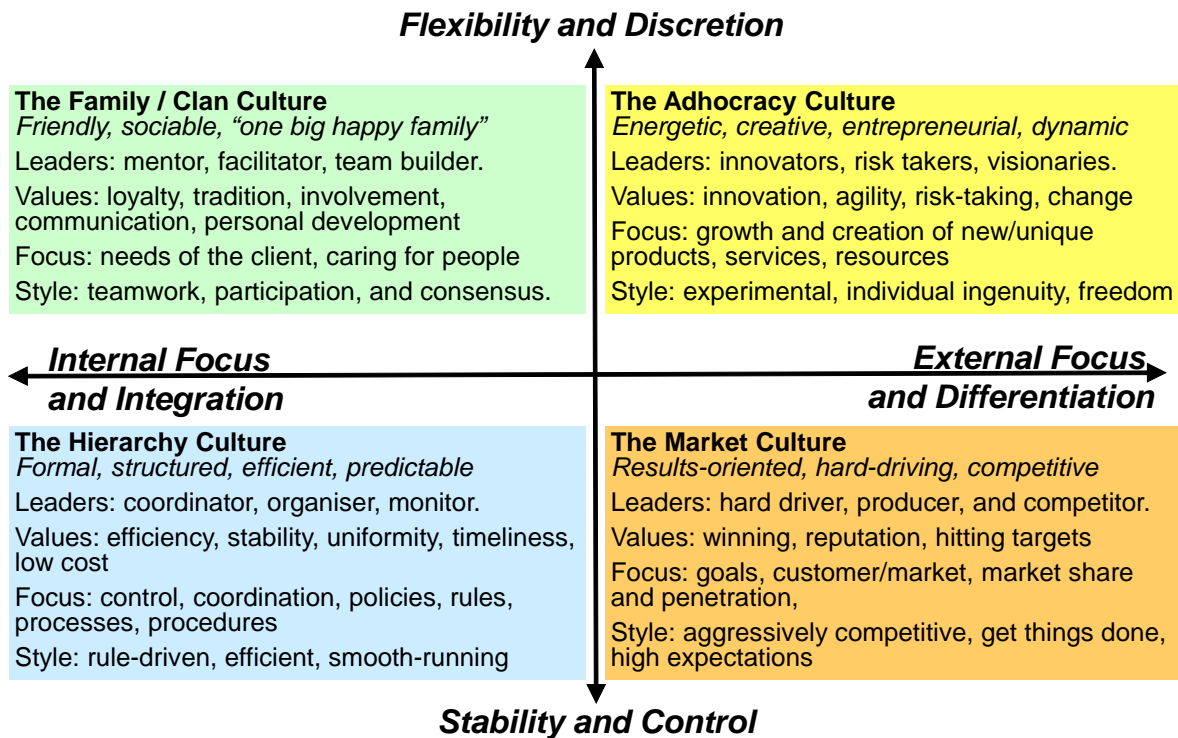 Flexibility and Discretion
The Family / Clan Culture
Friendly, sociable, “one big happy family”
Leaders: mentor, facilitator, team builder.
Values: loyalty, tradition, involvement,
communication, personal development
Focus: needs of the client, caring for people
Style: teamwork, participation, and consensus.
The Adhocracy Culture
Energetic, creative, entrepreneurial, dynamic
Leaders: innovators, risk takers, visionaries.
Values: innovation, agility, risk-taking, change
Focus: growth and creation of new/unique
products, services, resources
Style: experimental, individual ingenuity, freedom
Internal Focus
and Integration
External Focus
and Differentiation
The Hierarchy Culture
Formal, structured, efficient, predictable
Leaders: coordinator, organiser, monitor.
Values: efficiency, stability, uniformity, timeliness,
low cost
Focus: control, coordination, policies, rules,
processes, procedures
Style: rule-driven, efficient, smooth-running
The Market Culture
Results-oriented, hard-driving, competitive
Leaders: hard driver, producer, and competitor.
Values: winning, reputation, hitting targets
Focus: goals, customer/market, market share
and penetration,
Style: aggressively competitive, get things done,
high expectations
Stability and Control